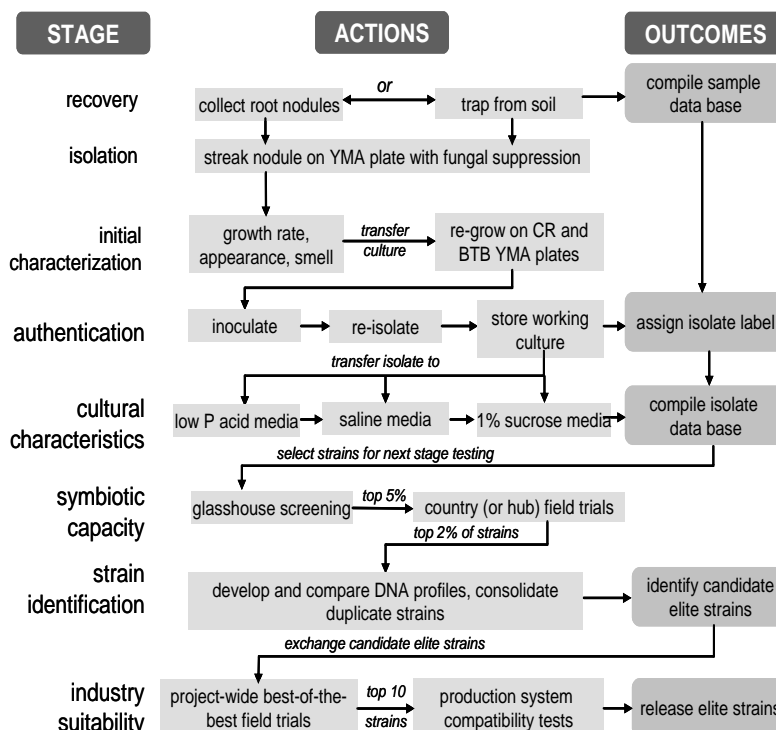 STAGE
ACTIONS
OUTCOMES
recovery
collect root nodules
or
trap from soil
compile sample
data base
isolation
streak nodule on YMA plate with fungal suppression
initial
characterization
growth rate,
appearance, smell
transfer
culture
re-grow on CR and
BTB YMA plates
authentication
inoculate
re-isolate
store working
culture
assign isolate label
transfer isolate to
cultural
characteristics
low P acid media
saline media
1% sucrose media
compile isolate
data base
select strains for next stage testing
symbiotic
capacity
glasshouse screening
top 5%
country (or hub) field trials
top 2% of strains
strain
identification
develop and compare DNA profiles, consolidate
duplicate strains
identify candidate
elite strains
exchange candidate elite strains
industry
suitability
project-wide best-of-the-
best field trials
top 10
strains
production system
compatibility tests
release elite strains